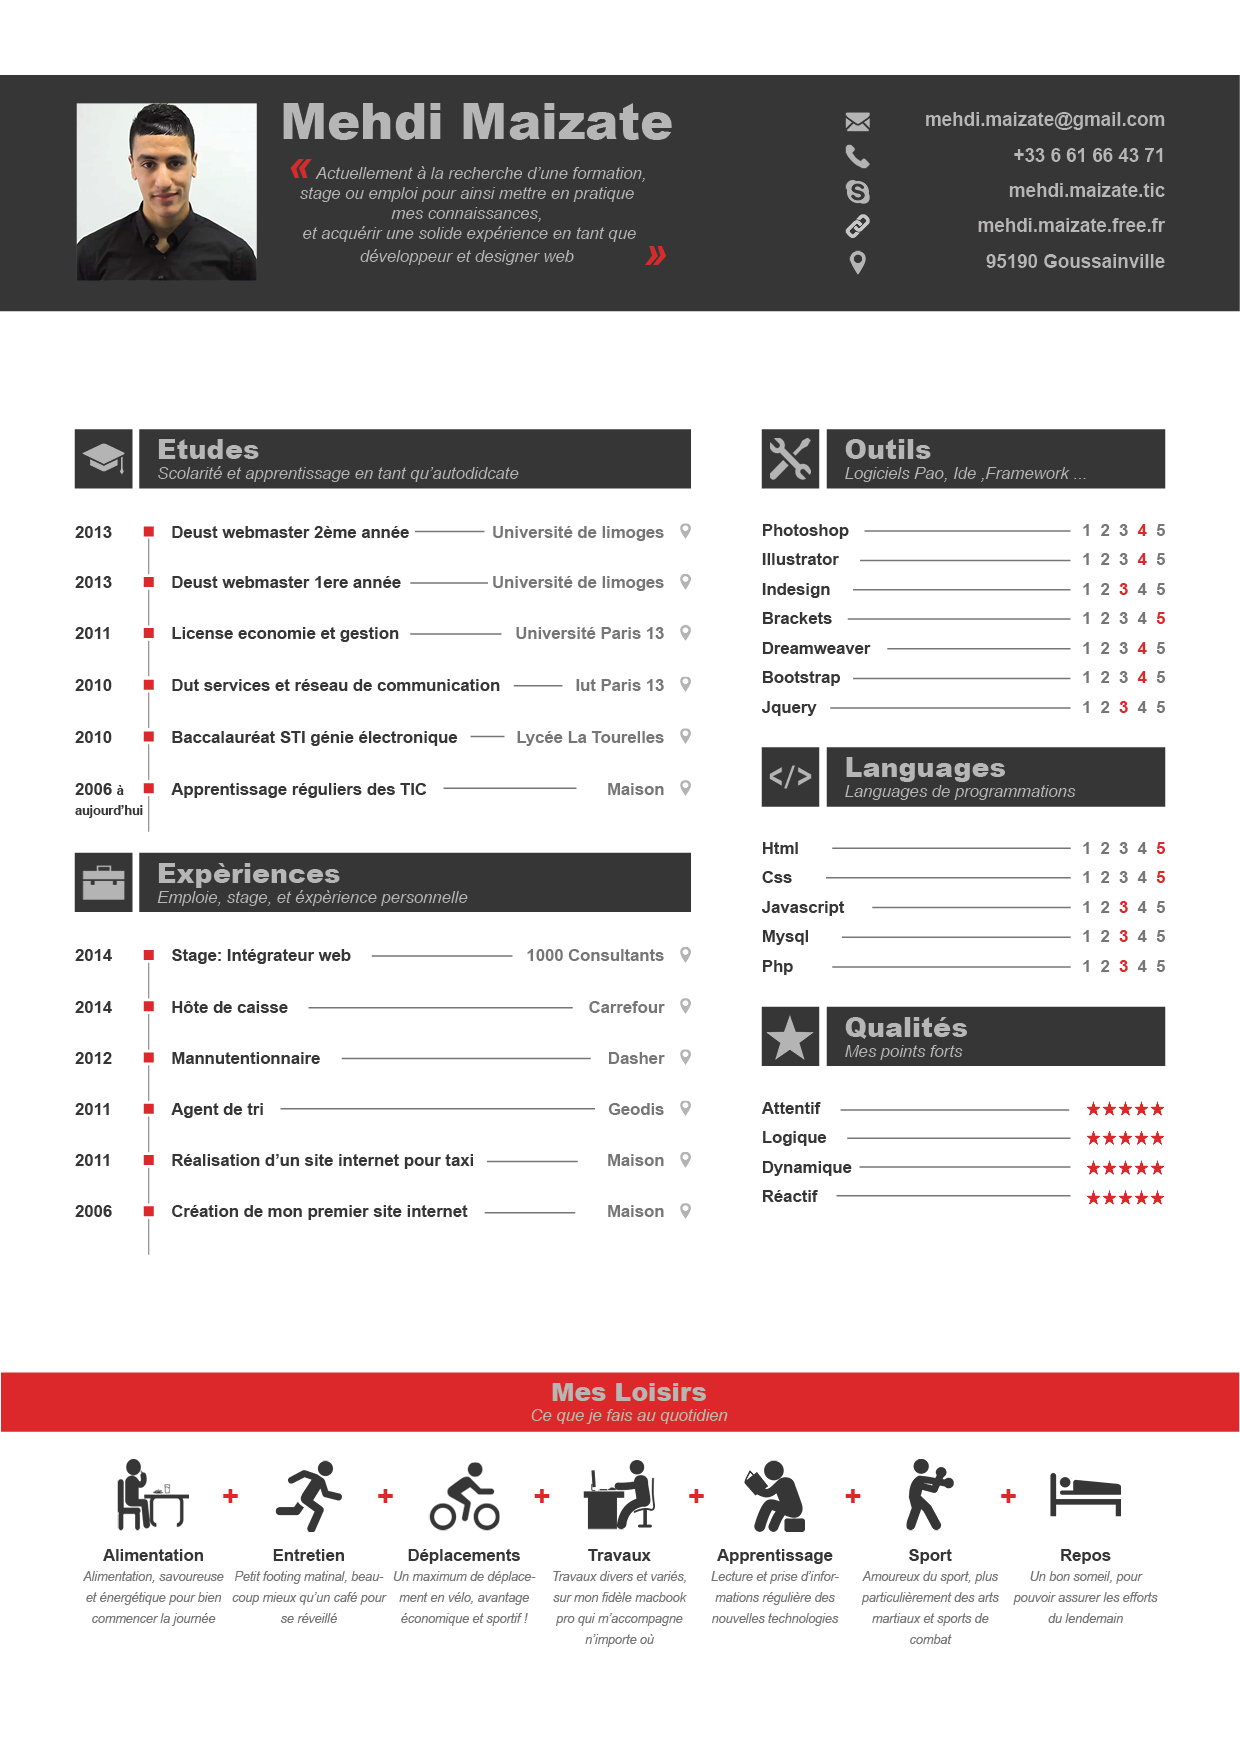 Mehdi Maizate
« Actuellement à la recherche d'une formation,
stage ou emploi pour ainsi mettre en pratique
mes connaissances,
et acquérir une solide expérience en tant que
développeur et designer web »
mehdi.maizate@gmail.com
+33 6 61 66 43 71
mehdi.maizate.tic
mehdi.maizate.free.fr
95190 Goussainville
Etudes
Scolarité et apprentissage en tant qu'autodidcate
2013 Deust webmaster 2ème année Université de limoges
2013 Deust webmaster 1ere année Université de limoges
2011 License economie et gestion Université Paris 13
2010 Dut services et réseau de communication Iut Paris 13
2010 Baccalauréat STI génie électronique Lycée La Tourelles
2006 à Apprentissage réguliers des TIC Maison
aujourd'hui
Expèriences
Emploie, stage, et éxpèrience personnelle
2014 Stage: Intégrateur web 1000 Consultants
2014 Hôte de caisse Carrefour
2012 Mannutentionnaire Dasher
2011 Agent de tri Geodis
2011 Réalisation d'un site internet pour taxi Maison
2006 Création de mon premier site internet Maison
Outils
Logiciels Pao, Ide ,Framework ...
Photoshop 1 2 3 4 5
Illustrator 1 2 3 4 5
Indesign 1 2 3 4 5
Brackets 1 2 3 4 5
Dreamweaver 1 2 3 4 5
Bootstrap 1 2 3 4 5
Jquery 1 2 3 4 5
</> Languages
Languages de programmations
Html 1 2 3 4 5
Css 1 2 3 4 5
Javascript 1 2 3 4 5
Mysql 1 2 3 4 5
Php 1 2 3 4 5
Qualités
Mes points forts
Attentif ★★★★★
Logique ★★★★★
Dynamique ★★★★★
Réactif ★★★★★
Mes Loisirs
Ce que je fais au quotidien
+ + + + + +
Alimentation
Alimentation, savoureuse
et énergétique pour bien
commencer la journée
Entretien
Petit footing matinal, beau-
coup mieux qu'un café pour
se réveillé
Déplacements
Un maximum de déplace-
ment en vélo, avantage
économique et sportif !
Travaux
Travaux divers et variés,
sur mon fidèle macbook
pro qui m'accompagne
n'importe où
Apprentissage
Lecture et prise d'infor-
mations régulière des
nouvelles technologies
Sport
Amoureux du sport, plus
particulièrement des arts
martiaux et sports de
combat
Repos
Un bon someil, pour
pouvoir assurer les efforts
du lendemain